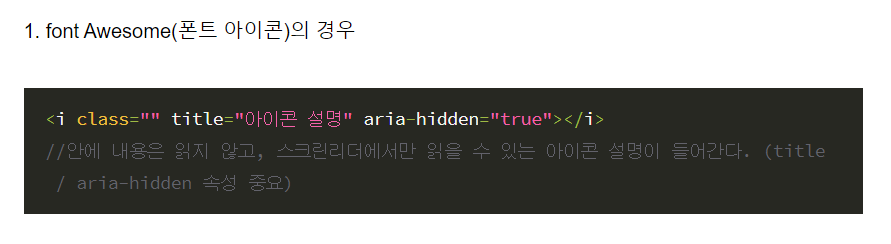 1. font Awesome(폰트 아이콘)의 경우
<i class="" title="아이콘 설명" aria-hidden="true"></i>
//안에 내용은 읽지 않고, 스크린리더에서만 읽을 수 있는 아이콘 설명이 들어간다. (title
/ aria-hidden 속성 중요)